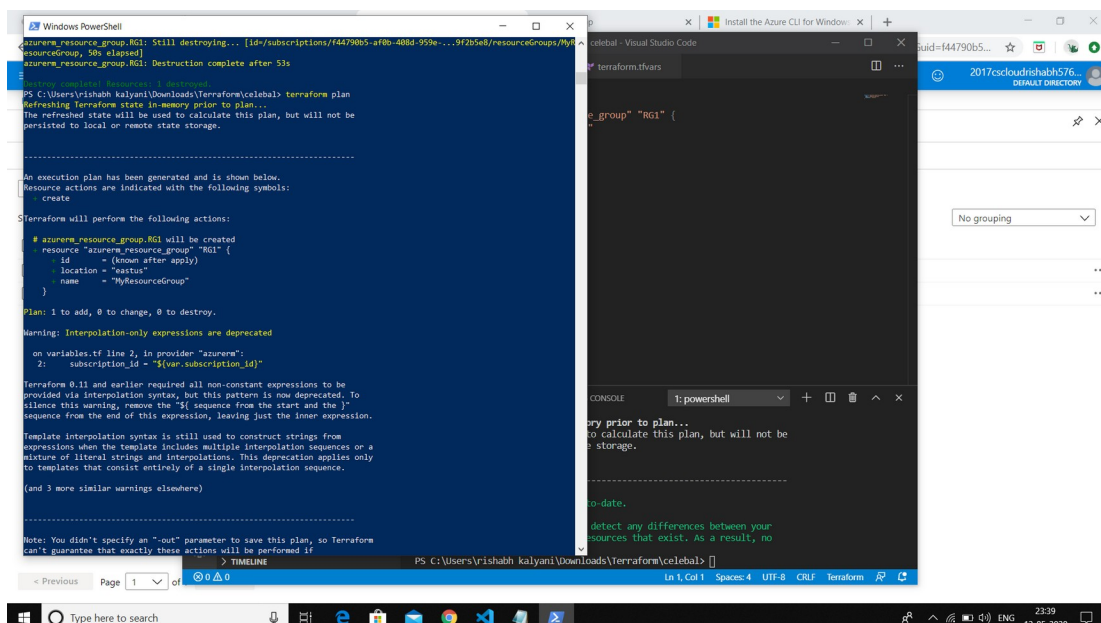 Windows PowerShell
azurerm_resource_group.RG1: Still destroying... [id=/subscriptions/f44790b5-af0b-408d-959e-...9f2b5e8/resourceGroups/MyR
esourceGroup, 50s elapsed]
azurerm_resource_group.RG1: Destruction complete after 53s
Destroy complete! Resources: 1 destroyed.
PS C:\Users\rishabh kalyani\Downloads\Terraform\celebal> terraform plan
Refreshing Terraform state in-memory prior to plan...
The refreshed state will be used to calculate this plan, but will not be
persisted to local or remote state storage.
------------------------------------------------------------------------
An execution plan has been generated and is shown below.
Resource actions are indicated with the following symbols:
+ create
Terraform will perform the following actions:
# azurerm_resource_group.RG1 will be created
+ resource "azurerm_resource_group" "RG1" {
+ id = (known after apply)
+ location = "eastus"
+ name = "MyResourceGroup"
}
Plan: 1 to add, 0 to change, 0 to destroy.
Warning: Interpolation-only expressions are deprecated
on variables.tf line 2, in provider "azurerm":
2: subscription_id = "${var.subscription_id}"
Terraform 0.11 and earlier required all non-constant expressions to be
provided via interpolation syntax, but this pattern is now deprecated. To
silence this warning, remove the "${ sequence from the start and the }"
sequence from the end of this expression, leaving just the inner expression.
Template interpolation syntax is still used to construct strings from
expressions when the template includes multiple interpolation sequences or a
mixture of literal strings and interpolations. This deprecation applies only
to templates that consist entirely of a single interpolation sequence.
(and 3 more similar warnings elsewhere)
------------------------------------------------------------------------
Note: You didn't specify an "-out" parameter to save this plan, so Terraform
can't guarantee that exactly these actions will be performed if
Install the Azure CLI for Windows
celebal - Visual Studio Code
terraform.tfvars
e_group" "RG1" {
"
CONSOLE
1: powershell
ory prior to plan...
to calculate this plan, but will not be
e storage.
----------------------------------------
to-date.
detect any differences between your
esources that exist. As a result, no
TIMELINE
PS C:\Users\rishabh kalyani\Downloads\Terraform\celebal>
0 0
Ln 1, Col 1 Spaces: 4 UTF-8 CRLF Terraform
uid=f44790b5...
2017cscloudrishabh576...
DEFAULT DIRECTORY
No grouping
< Previous Page 1 of
Type here to search
ENG
23:39